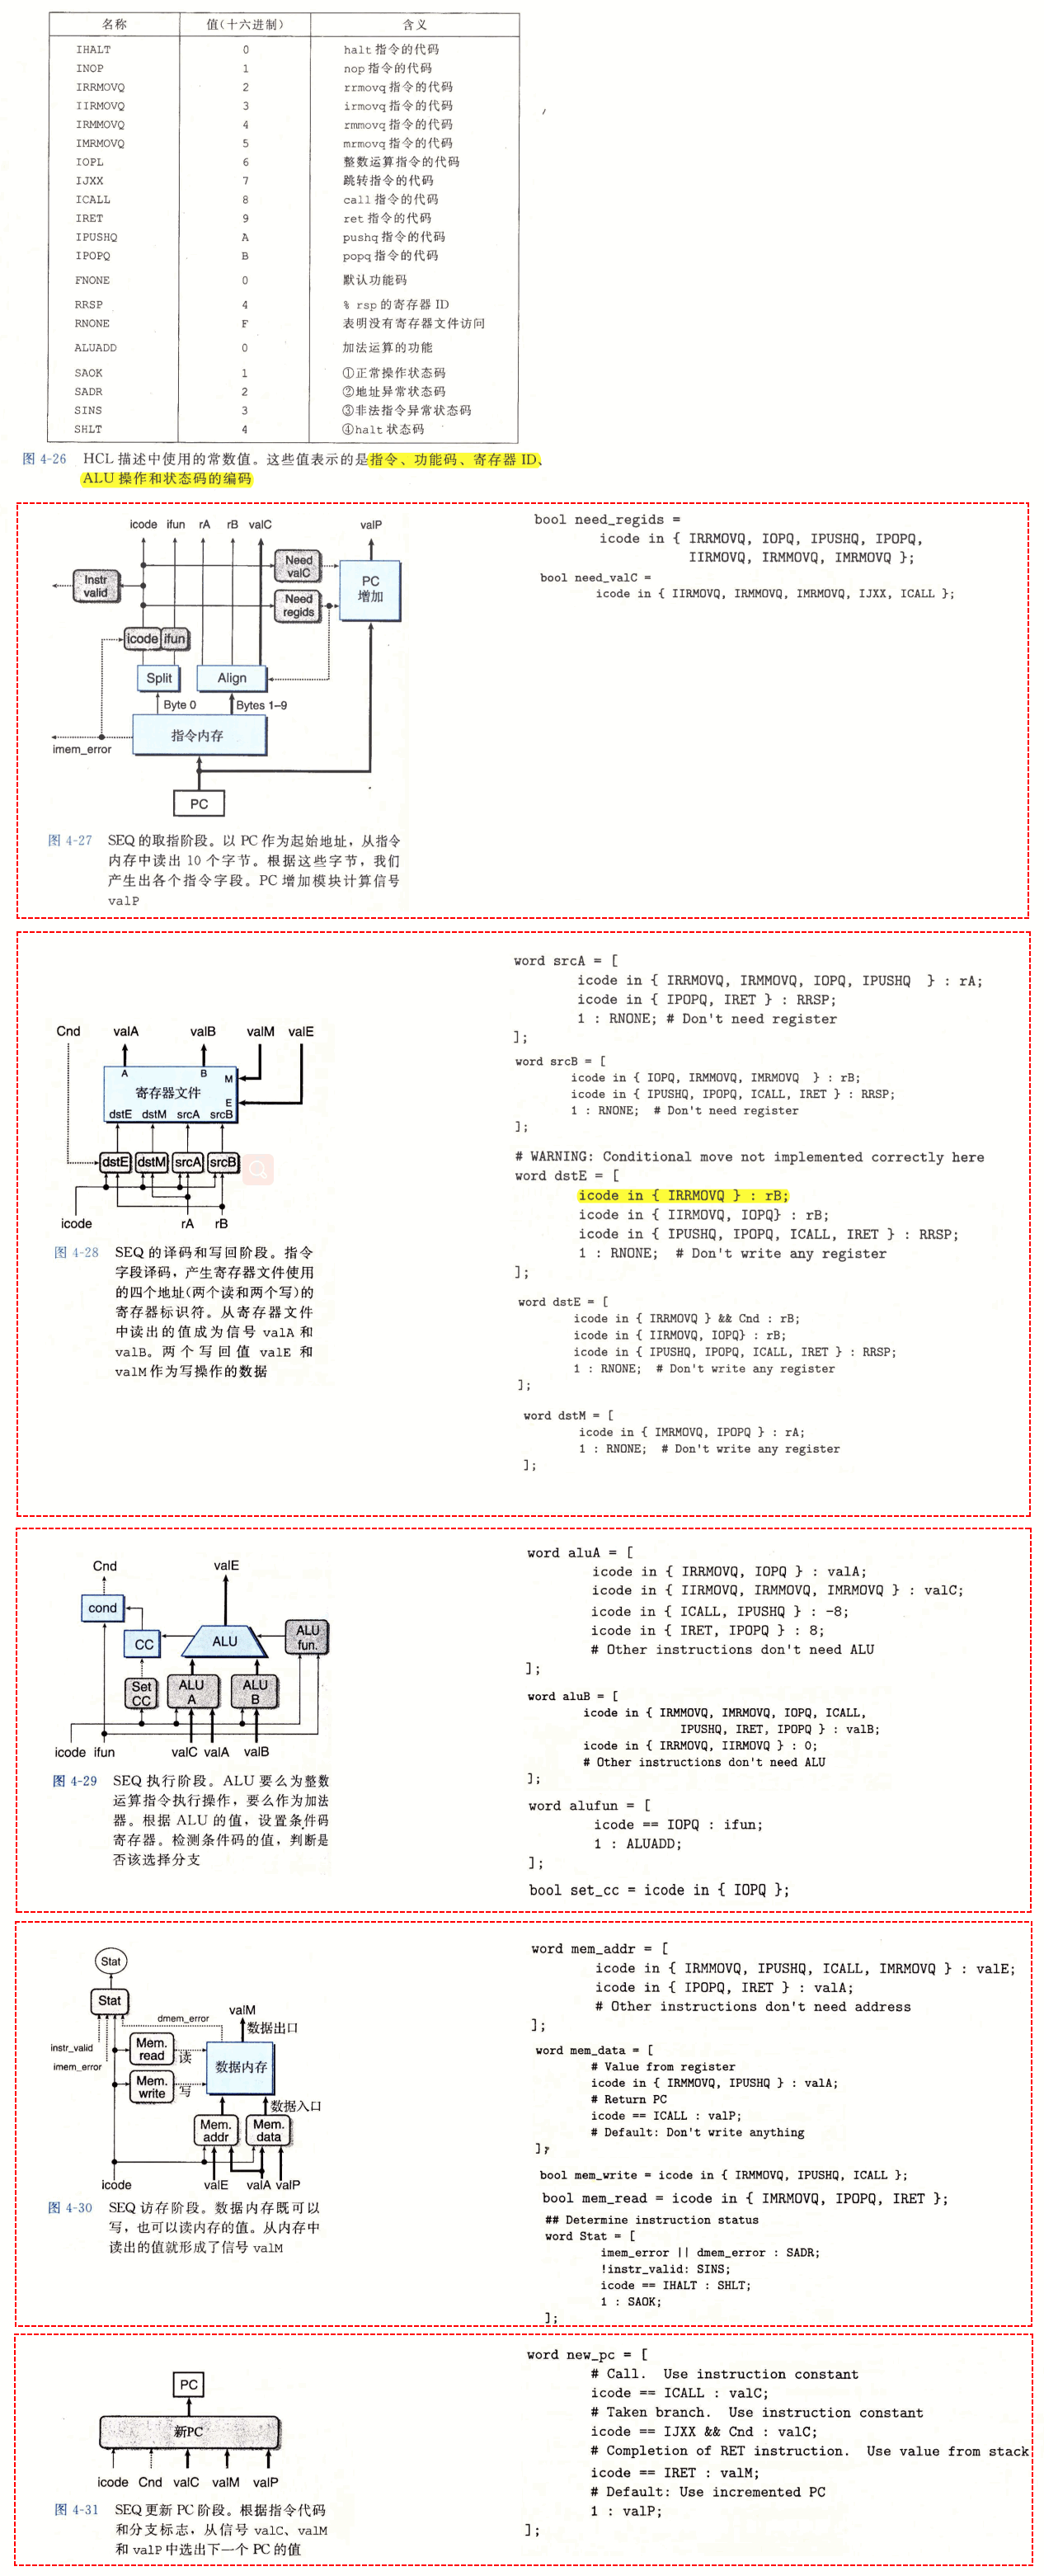 名称 值(十六进制) 含义
IHALT 0 halt 指令的代码
INOP 1 nop 指令的代码
IRRMOVQ 2 rrmovq 指令的代码
IIRMOVQ 3 irmovq 指令的代码
IRMMOVQ 4 rmmovq 指令的代码
IMRMOVQ 5 mrmovq 指令的代码
IOPL 6 整数运算指令的代码
IJXX 7 跳转指令的代码
ICALL 8 call 指令的代码
IRET 9 ret 指令的代码
IPUSHQ A pushq 指令的代码
IPOPQ B popq 指令的代码
FNONE 0 默认功能码
RRSP 4 % rsp 的寄存器 ID
RNONE F 表明没有寄存器文件访问
ALUADD 0 加法运算的功能
SAOK 1 ①正常操作状态码
SADR 2 ②地址异常状态码
SINS 3 ③非法指令异常状态码
SHLT 4 ④halt 状态码
图 4-26 HCL 描述中使用的常数值。这些值表示的是指令、功能码、寄存器 ID、
ALU 操作和状态码的编码
icode ifun rA rB valC valP
Need
valC
PC
增加
Instr
valid
Need
regids
icode ifun
Split Align
Byte 0 Bytes 1–9
指令内存
imem_error
PC
图 4-27 SEQ 的取指阶段。以 PC 作为起始地址，从指
令内存中读出 10 个字节。根据这些字节，我们
产生出各个指令字段。PC 增加模块计算信号
valP
bool need_regids =
icode in { IRRMOVQ, IOPQ, IPUSHQ, IPOPQ,
IIRMOVQ, IRMMOVQ, IMRMOVQ };
bool need_valC =
icode in { IIRMOVQ, IRMMOVQ, IMRMOVQ, IJXX, ICALL };
Cnd valA valB valM valE
A B M
寄存器文件
E
dstE dstM srcA srcB
dstE dstM srcA srcB
icode rA rB
图 4-28 SEQ 的译码和写回阶段。指令
字段译码，产生寄存器文件使用
的四个地址(两个读和两个写)的
寄存器标识符。从寄存器文件
中读出的值成为信号 valA 和
valB。两个写回值 valE 和
valM 作为写操作的数据
word srcA = [
icode in { IRRMOVQ, IRMMOVQ, IOPQ, IPUSHQ } : rA;
icode in { IPOPQ, IRET } : RRSP;
1 : RNONE; # Don't need register
];
word srcB = [
icode in { IOPQ, IRMMOVQ, IMRMOVQ } : rB;
icode in { IPUSHQ, IPOPQ, ICALL, IRET } : RRSP;
1 : RNONE; # Don't need register
];
# WARNING: Conditional move not implemented correctly here
word dstE = [
icode in { IRRMOVQ } : rB;
icode in { IIRMOVQ, IOPQ} : rB;
icode in { IPUSHQ, IPOPQ, ICALL, IRET } : RRSP;
1 : RNONE; # Don't write any register
];
word dstE = [
icode in { IRRMOVQ } && Cnd : rB;
icode in { IIRMOVQ, IOPQ} : rB;
icode in { IPUSHQ, IPOPQ, ICALL, IRET } : RRSP;
1 : RNONE; # Don't write any register
];
word dstM = [
icode in { IMRMOVQ, IPOPQ } : rA;
1 : RNONE; # Don't write any register
];
Cnd valE
cond
CC ALU ALU
fun.
Set
CC
ALU
A
ALU
B
icode ifun valC valA valB
图 4-29 SEQ 执行阶段。ALU 要么为整数
运算指令执行操作，要么作为加法
器。根据 ALU 的值，设置条件码
寄存器。检测条件码的值，判断是
否该选择分支
word aluA = [
icode in { IRRMOVQ, IOPQ } : valA;
icode in { IIRMOVQ, IRMMOVQ, IMRMOVQ } : valC;
icode in { ICALL, IPUSHQ } : -8;
icode in { IRET, IPOPQ } : 8;
# Other instructions don't need ALU
];
word aluB = [
icode in { IRMMOVQ, IMRMOVQ, IOPQ, ICALL,
IPUSHQ, IRET, IPOPQ } : valB;
icode in { IRRMOVQ, IIRMOVQ } : 0;
# Other instructions don't need ALU
];
word alufun = [
icode == IOPQ : ifun;
1 : ALUADD;
];
bool set_cc = icode in { IOPQ };
Stat
Stat
dmem_error
valM
数据出口
instr_valid
imem_error
Mem.
read
读
数据内存
Mem.
write
写
数据入口
Mem.
addr
Mem.
data
icode valE valA valP
图 4-30 SEQ 访存阶段。数据内存既可以
写，也可以读内存的值。从内存中
读出的值就形成了信号 valM
word mem_addr = [
icode in { IRMMOVQ, IPUSHQ, ICALL, IMRMOVQ } : valE;
icode in { IPOPQ, IRET } : valA;
# Other instructions don't need address
];
word mem_data = [
# Value from register
icode in { IRMMOVQ, IPUSHQ } : valA;
# Return PC
icode == ICALL : valP;
# Default: Don't write anything
];
bool mem_write = icode in { IRMMOVQ, IPUSHQ, ICALL };
bool mem_read = icode in { IMRMOVQ, IPOPQ, IRET };
## Determine instruction status
word Stat = [
imem_error || dmem_error : SADR;
!instr_valid: SINS;
icode == IHALT : SHLT;
1 : SAOK;
];
PC
新PC
icode Cnd valC valM valP
图 4-31 SEQ 更新 PC 阶段。根据指令代码
和分支标志，从信号 valC、valM
和 valP 中选出下一个 PC 的值
word new_pc = [
# Call. Use instruction constant
icode == ICALL : valC;
# Taken branch. Use instruction constant
icode == IJXX && Cnd : valC;
# Completion of RET instruction. Use value from stack
icode == IRET : valM;
# Default: Use incremented PC
1 : valP;
];